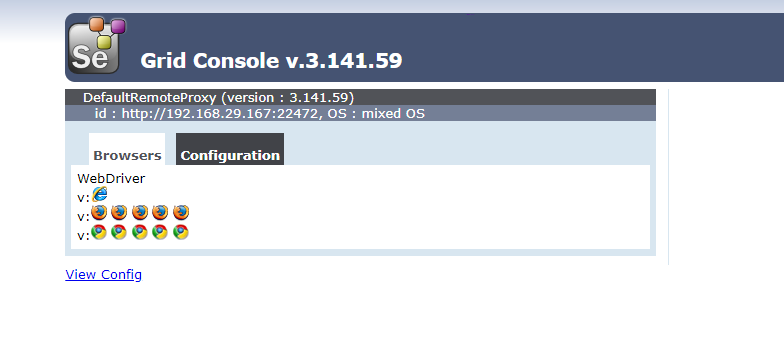 Se
Grid Console v.3.141.59
DefaultRemoteProxy (version : 3.141.59)
id : http://192.168.29.167:22472, OS : mixed OS
Browsers Configuration
WebDriver
v:
v:
v:
View Config